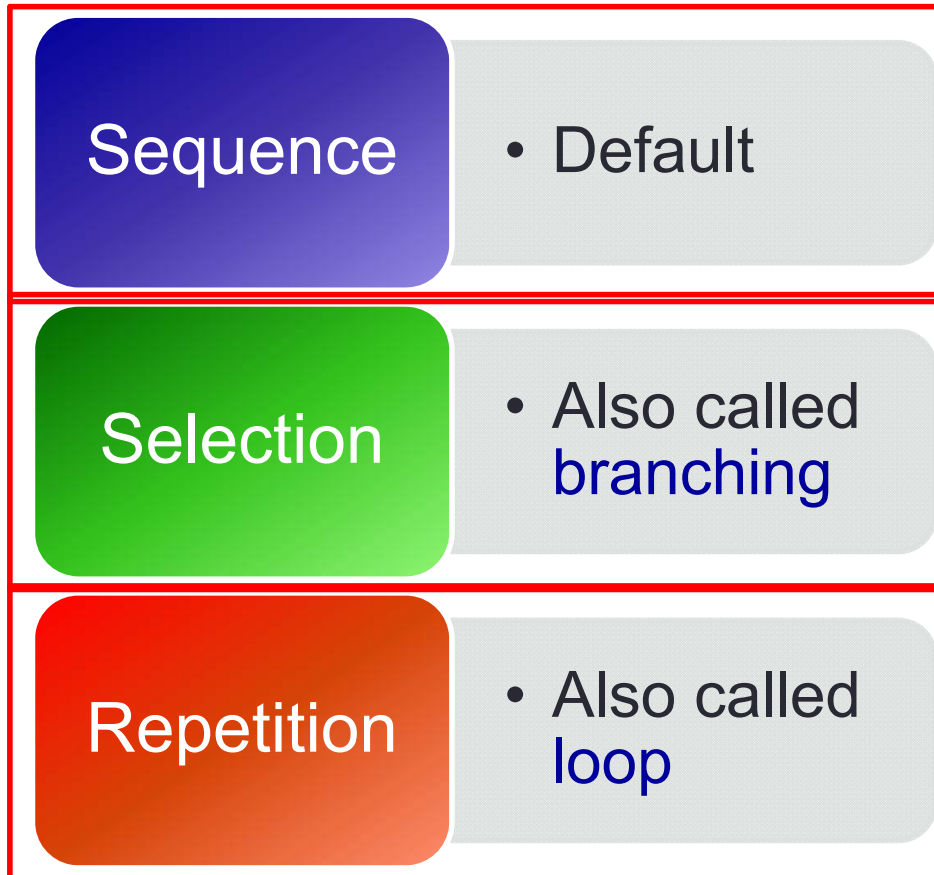 Sequence
• Default
Selection
• Also called
branching
Repetition
• Also called
loop